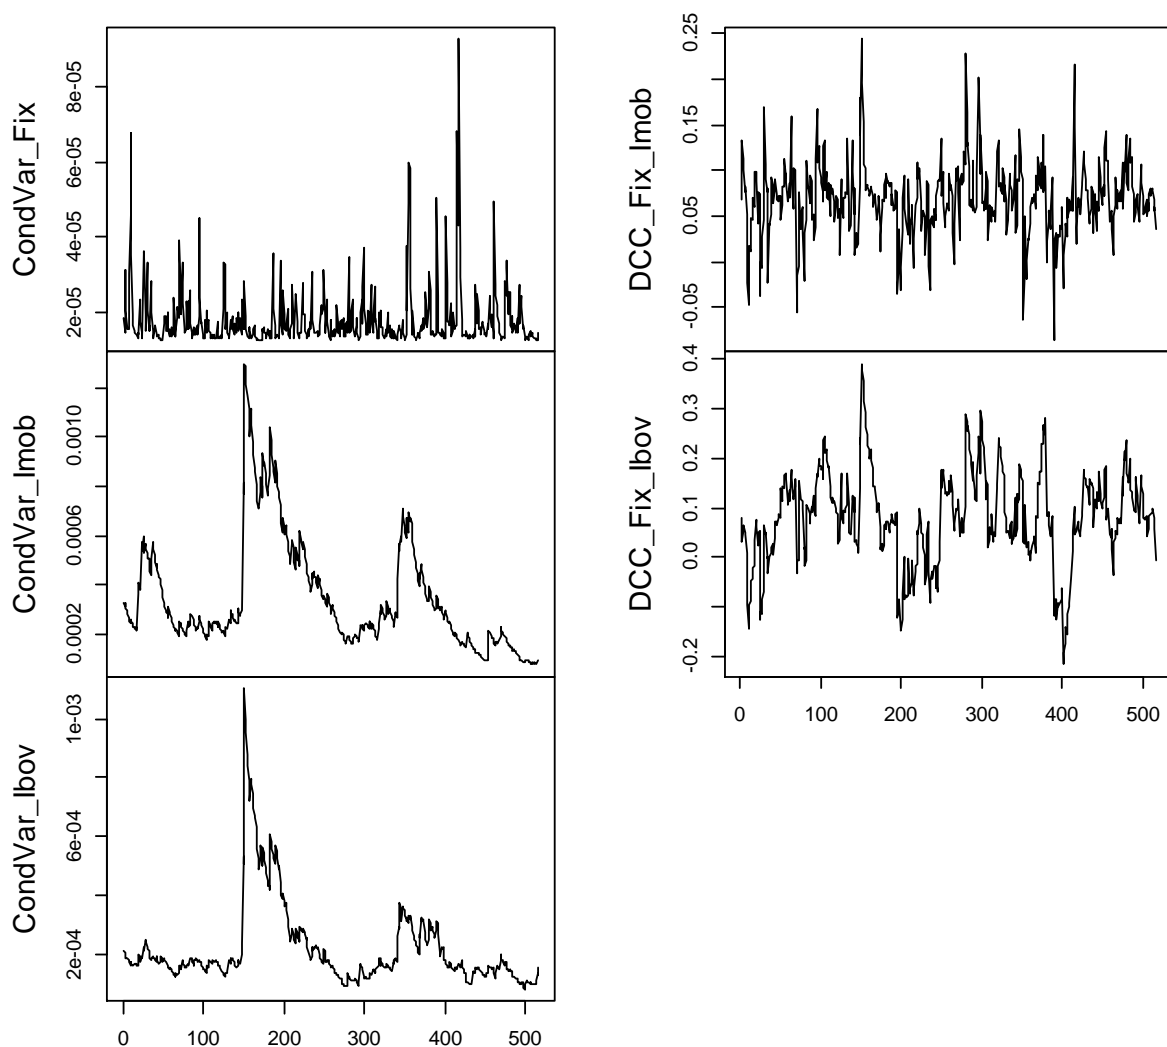 CondVar_Fix
2e-05 4e-05 6e-05 8e-05
CondVar_Imob
0.0002 0.0006 0.0010
CondVar_Ibov
2e-04 6e-04 1e-03
0 100 200 300 400 500
DCC_Fix_Imob
-0.05 0.05 0.15 0.25
DCC_Fix_Ibov
-0.2 0.0 0.1 0.2 0.3 0.4
0 100 200 300 400 500